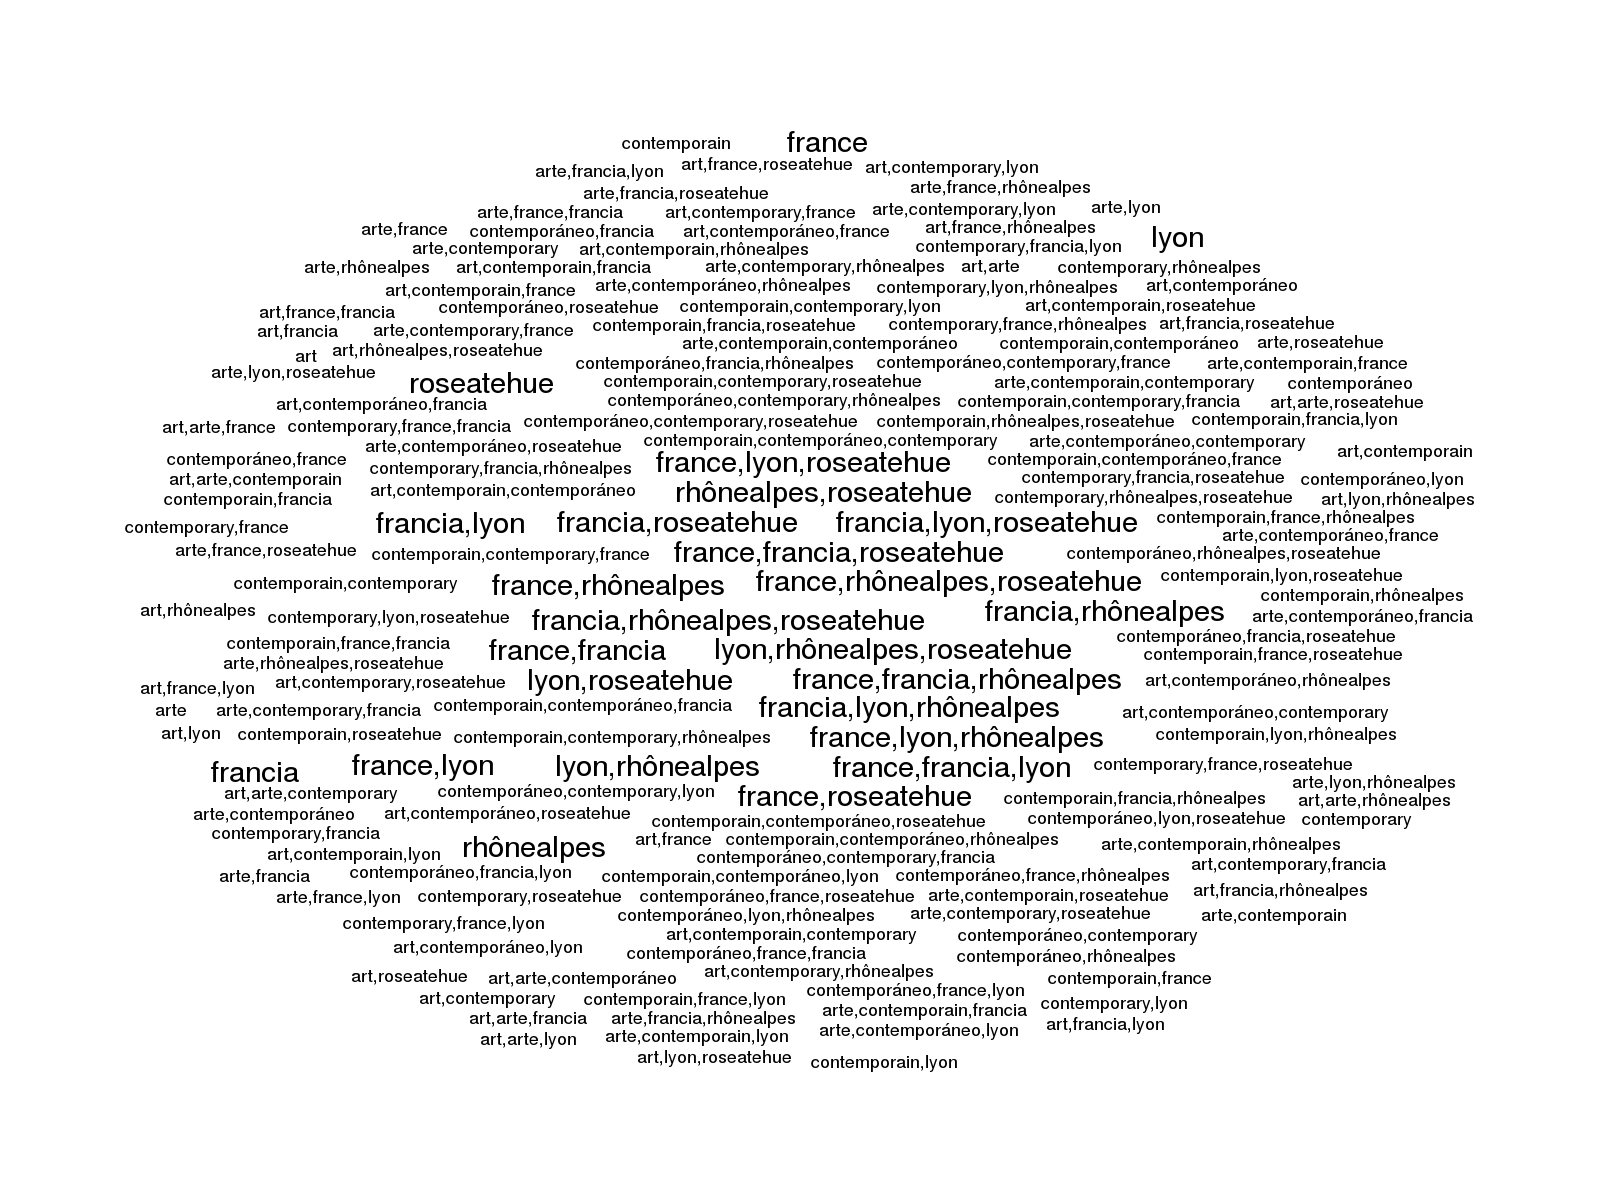 contemporain france
arte,francia,lyon art,france,roseatehue art,contemporary,lyon
arte,francia,roseatehue arte,france,rhônealpes
arte,france,francia art,contemporary,france arte,contemporary,lyon arte,lyon
arte,france contemporáneo,francia art,contemporáneo,france art,france,rhônealpes lyon
arte,contemporary art,contemporain,rhônealpes contemporary,francia,lyon
arte,rhônealpes art,contemporain,francia arte,contemporary,rhônealpes art,arte contemporary,rhônealpes
art,contemporain,france arte,contemporáneo,rhônealpes contemporary,lyon,rhônealpes art,contemporáneo
art,france,francia contemporáneo,roseatehue contemporain,contemporary,lyon art,contemporain,roseatehue
art,francia arte,contemporary,france contemporain,francia,roseatehue contemporary,france,rhônealpes art,francia,roseatehue
art art,rhônealpes,roseatehue arte,contemporain,contemporáneo contemporain,contemporáneo arte,roseatehue
arte,lyon,roseatehue contemporáneo,francia,rhônealpes contemporáneo,contemporary,france arte,contemporain,france
roseatehue contemporain,contemporary,roseatehue arte,contemporain,contemporary contemporáneo
art,contemporáneo,francia contemporáneo,contemporary,rhônealpes contemporain,contemporary,francia art,arte,roseatehue
art,arte,france contemporary,france,francia contemporáneo,contemporary,roseatehue contemporain,rhônealpes,roseatehue contemporain,francia,lyon
arte,contemporáneo,roseatehue contemporain,contemporáneo,contemporary arte,contemporáneo,contemporary art,contemporain
contemporáneo,france contemporary,francia,rhônealpes france,lyon,roseatehue contemporain,contemporáneo,france
art,arte,contemporain contemporary,francia,roseatehue contemporáneo,lyon
contemporain,francia art,contemporain,contemporáneo rhônealpes,roseatehue contemporary,rhônealpes,roseatehue art,lyon,rhônealpes
contemporary,france francia,lyon francia,roseatehue francia,lyon,roseatehue contemporain,france,rhônealpes
arte,contemporáneo,france
arte,france,roseatehue contemporain,contemporary,france france,francia,roseatehue contemporáneo,rhônealpes,roseatehue
contemporain,contemporary france,rhônealpes france,rhônealpes,roseatehue contemporain,lyon,roseatehue
contemporain,rhônealpes
art,rhônealpes contemporary,lyon,roseatehue francia,rhônealpes,roseatehue francia,rhônealpes arte,contemporáneo,francia
contemporain,france,francia france,francia lyon,rhônealpes,roseatehue contemporáneo,francia,roseatehue
arte,rhônealpes,roseatehue contemporain,france,roseatehue
art,france,lyon art,contemporary,roseatehue lyon,roseatehue france,francia,rhônealpes art,contemporáneo,rhônealpes
arte arte,contemporary,francia contemporain,contemporáneo,francia francia,lyon,rhônealpes art,contemporáneo,contemporary
art,lyon contemporain,roseatehue contemporain,contemporary,rhônealpes france,lyon,rhônealpes contemporain,lyon,rhônealpes
francia france,lyon lyon,rhônealpes france,francia,lyon contemporary,france,roseatehue
arte,lyon,rhônealpes
art,arte,contemporary contemporáneo,contemporary,lyon france,roseatehue contemporain,francia,rhônealpes art,arte,rhônealpes
arte,contemporáneo art,contemporáneo,roseatehue contemporain,contemporáneo,roseatehue contemporáneo,lyon,roseatehue contemporary
contemporary,francia rhônealpes art,france contemporain,contemporáneo,rhônealpes arte,contemporain,rhônealpes
art,contemporain,lyon contemporáneo,contemporary,francia art,contemporary,francia
arte,francia contemporáneo,francia,lyon contemporain,contemporáneo,lyon contemporáneo,france,rhônealpes
arte,france,lyon contemporary,roseatehue contemporáneo,france,roseatehue arte,contemporain,roseatehue art,francia,rhônealpes
contemporary,france,lyon contemporáneo,lyon,rhônealpes arte,contemporary,roseatehue arte,contemporain
art,contemporain,contemporary contemporáneo,contemporary
art,contemporáneo,lyon contemporáneo,france,francia contemporáneo,rhônealpes
art,roseatehue art,arte,contemporáneo art,contemporary,rhônealpes contemporain,france
art,contemporary contemporain,france,lyon contemporáneo,france,lyon contemporary,lyon
art,arte,francia arte,francia,rhônealpes arte,contemporain,francia art,francia,lyon
art,arte,lyon arte,contemporain,lyon arte,contemporáneo,lyon
art,lyon,roseatehue contemporain,lyon